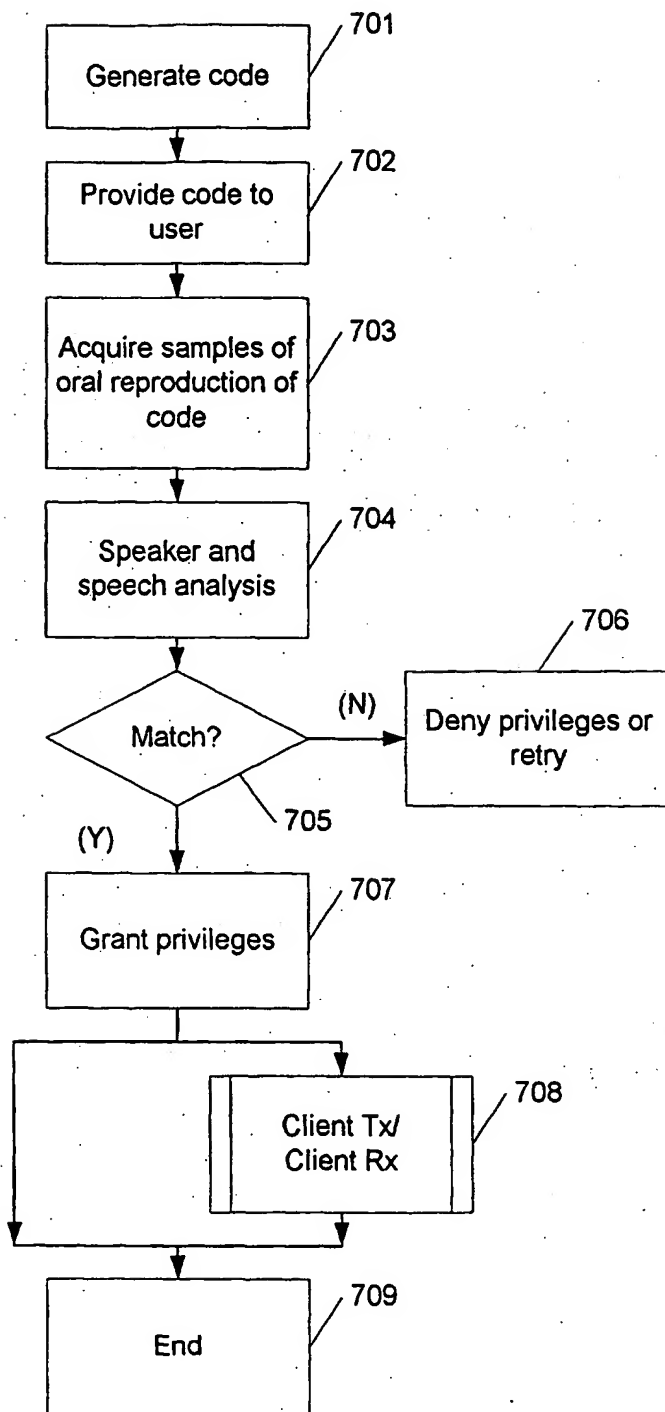 701
Generate code
702
Provide code to
user
703
Acquire samples of
oral reproduction of
code
704
Speaker and
speech analysis
706
(N)
Deny privileges or
retry
Match?
705
(Y)
707
Grant privileges
708
Client Tx/
Client Rx
709
End